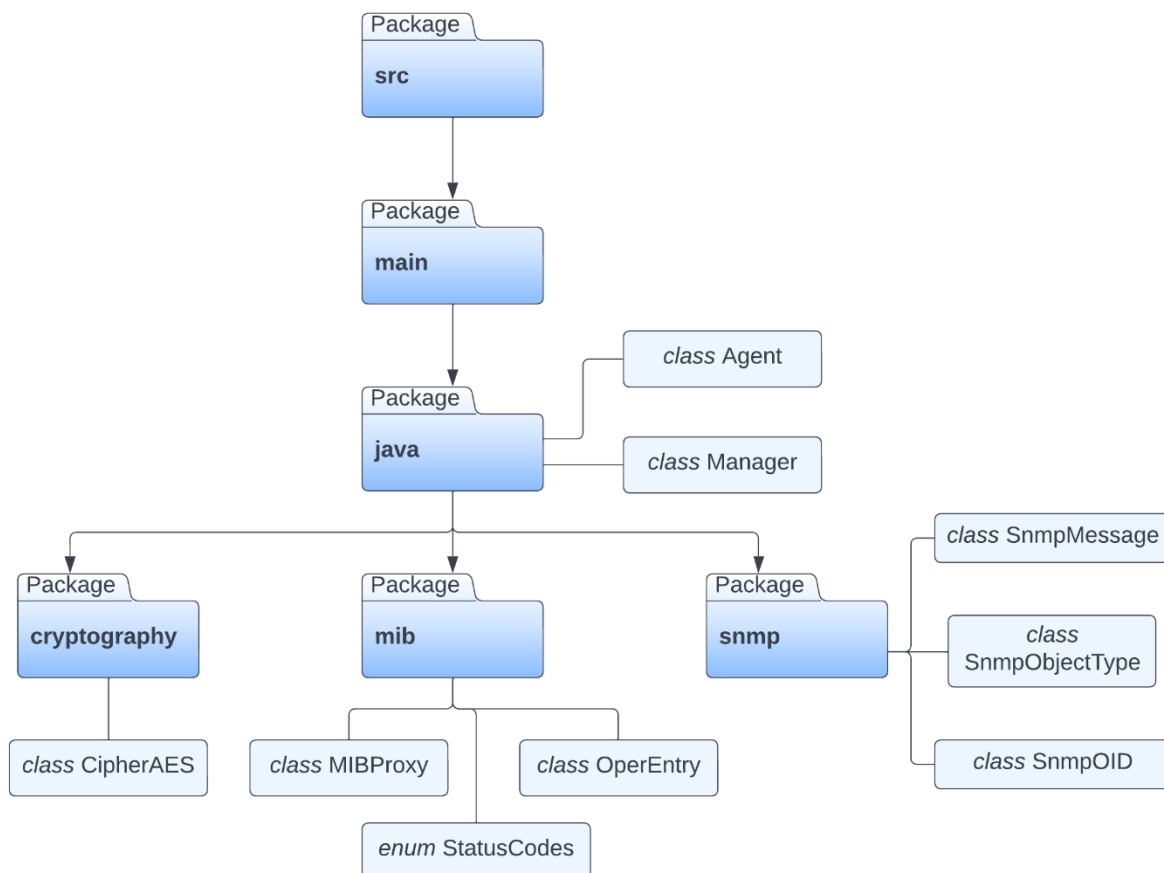 Package
src
Package
main
Package
java
class Agent
class Manager
Package
cryptography
Package
mib
Package
snmp
class SnmpMessage
class
SnmpObjectType
class SnmpOID
class CipherAES
class MIBProxy
class OperEntry
enum StatusCodes